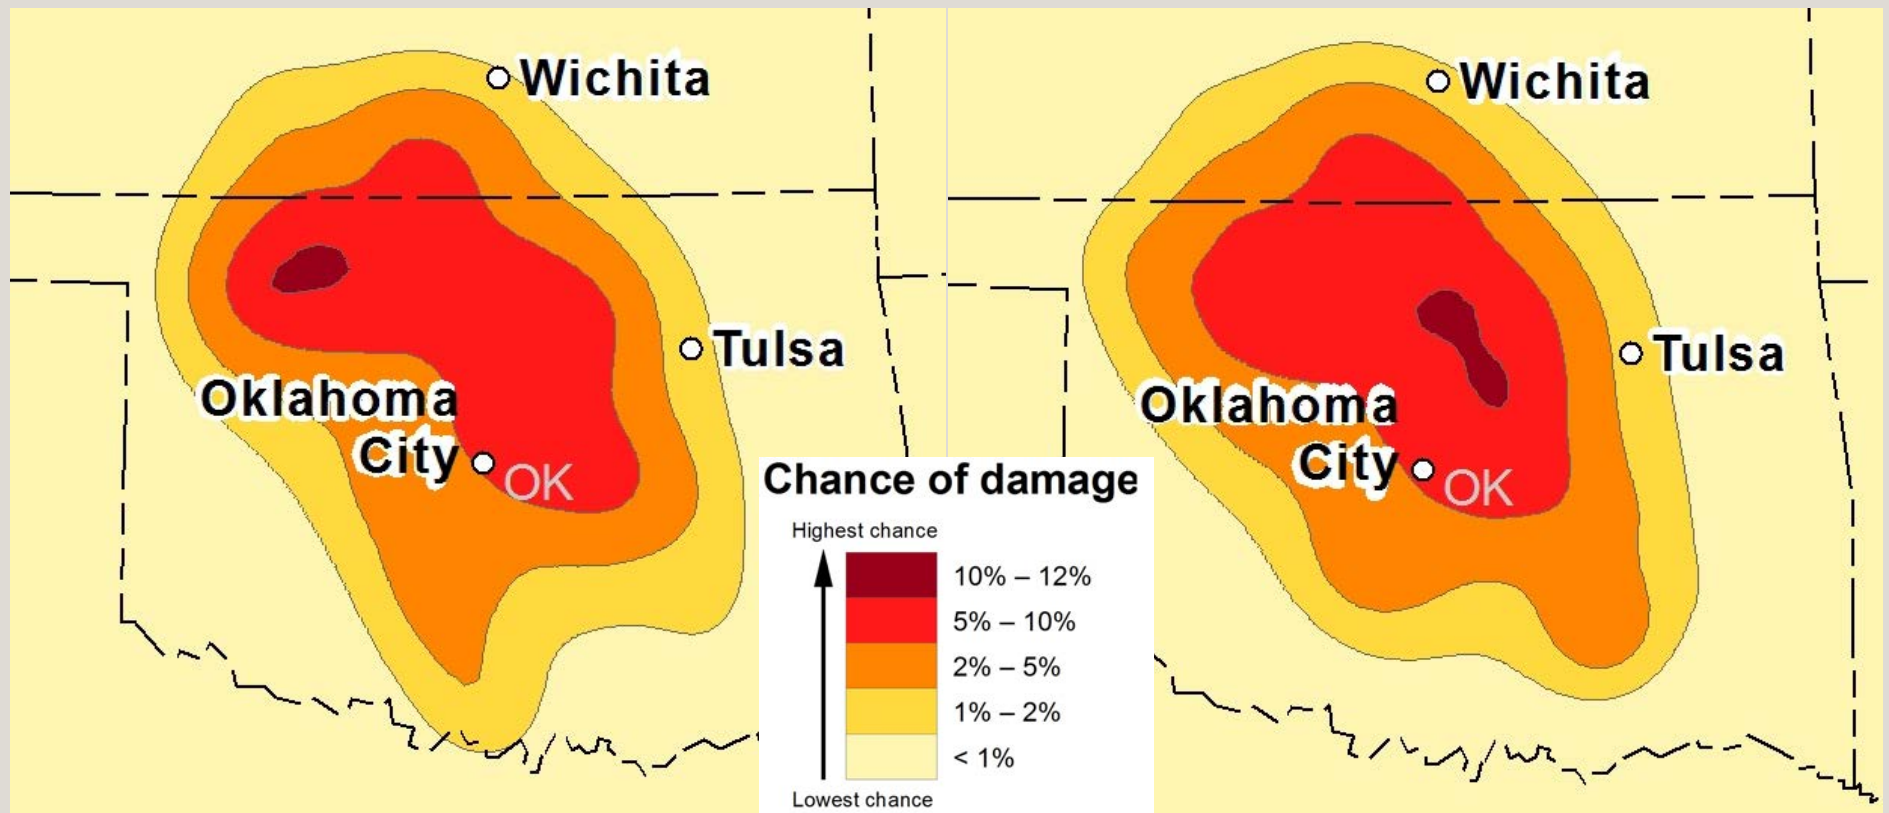 Wichita
Tulsa
Oklahoma
City
OK
Wichita
Tulsa
Oklahoma
City
OK
Chance of damage
Highest chance
10% – 12%
5% – 10%
2% – 5%
1% – 2%
< 1%
Lowest chance